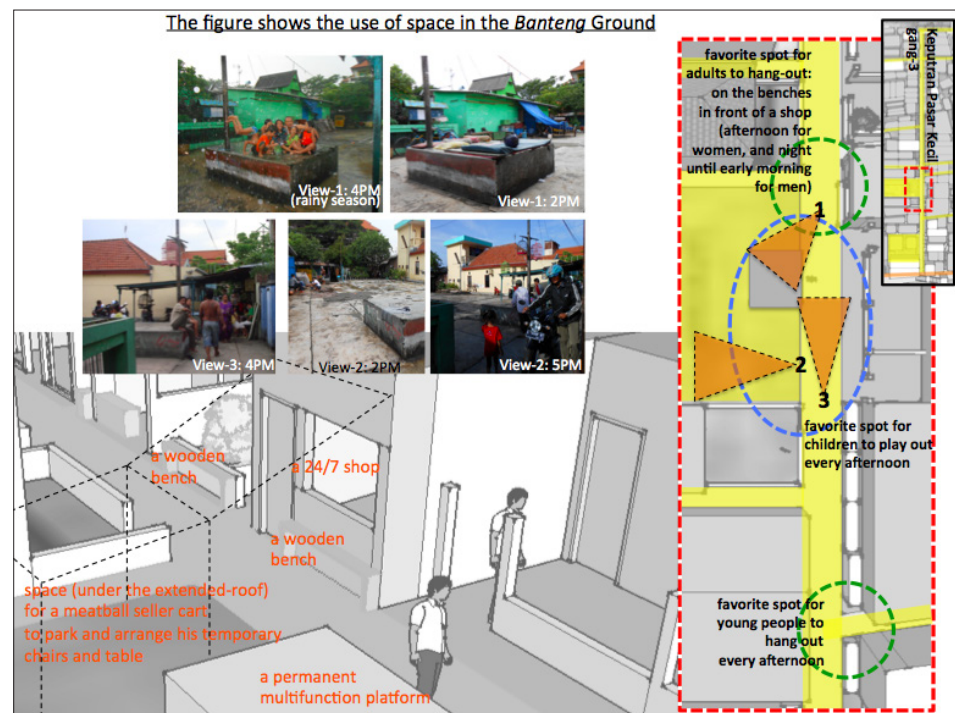 The figure shows the use of space in the Banteng Ground
View-1: 4PM
(rainy season)
View-1: 2PM
View-3: 4PM
View-2: 2PM
View-2: 5PM
a wooden
bench
a 24/7 shop
a wooden
bench
space (under the extended-roof)
for a meatball seller cart
to park and arrange his temporary
chairs and table
a permanent
multifunction platform
favorite spot for
adults to hang-out:
on the benches
in front of a shop
(afternoon for
women, and night
until early morning
for men)
1
2
3
favorite spot for
children to play out
every afternoon
favorite spot for
young people to
hang out
every afternoon
Keputran Pasar Kecil
gang-3